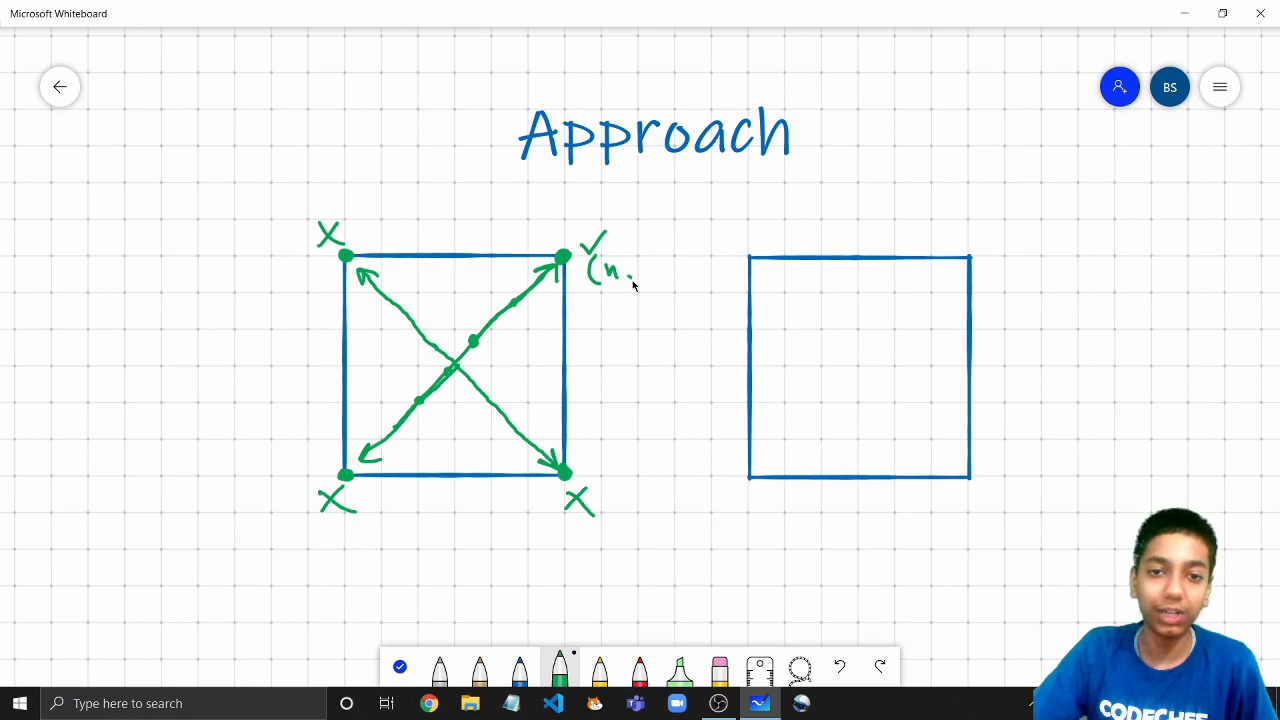 Microsoft Whiteboard
BS
Approach
X
✓
(n
X
X
Type here to search
CODECHEF